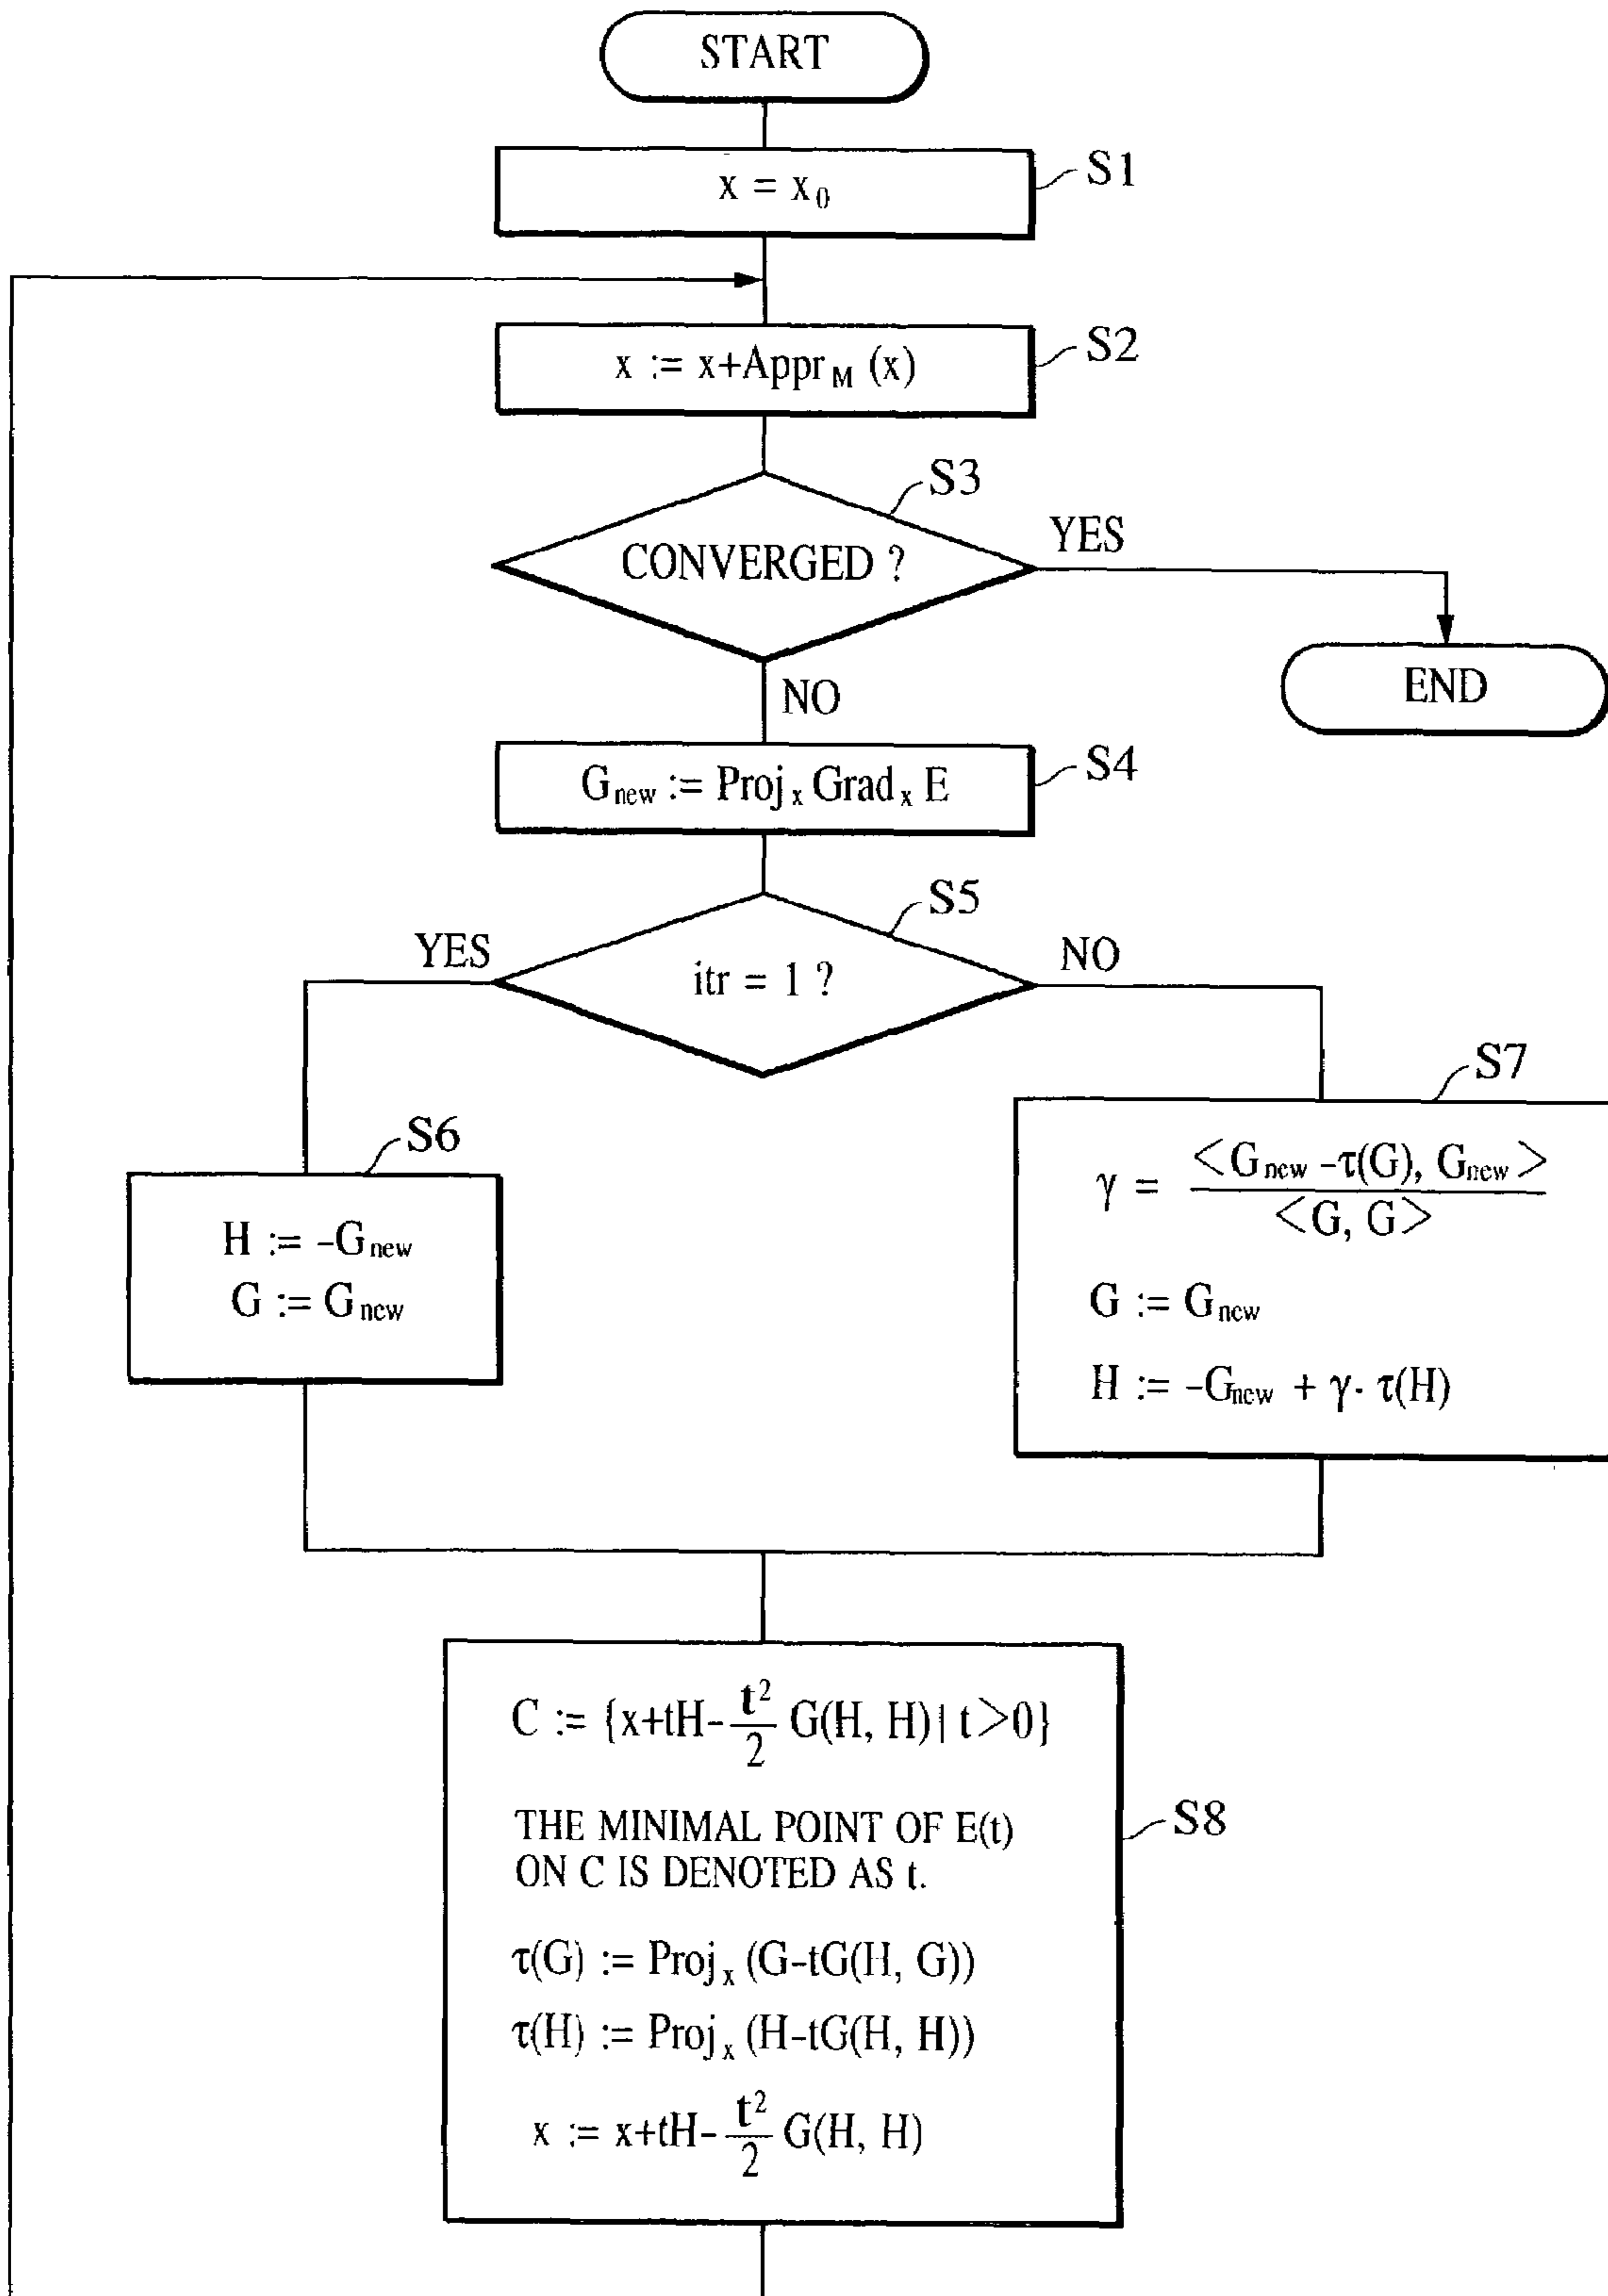 START
x = x₀
S1
x := x+Appr_M (x)
S2
S3
CONVERGED ?
YES
END
NO
G_new := Proj_x Grad_x E
S4
S5
YES
itr = 1 ?
NO
S6
H := -G_new
G := G_new
S7
γ = <G_new -τ(G), G_new> / <G, G>
G := G_new
H := -G_new + γ· τ(H)
C := {x+tH- t²/2 G(H, H) | t>0}
THE MINIMAL POINT OF E(t)
ON C IS DENOTED AS t.
S8
τ(G) := Proj_x (G-tG(H, G))
τ(H) := Proj_x (H-tG(H, H))
x := x+tH- t²/2 G(H, H)